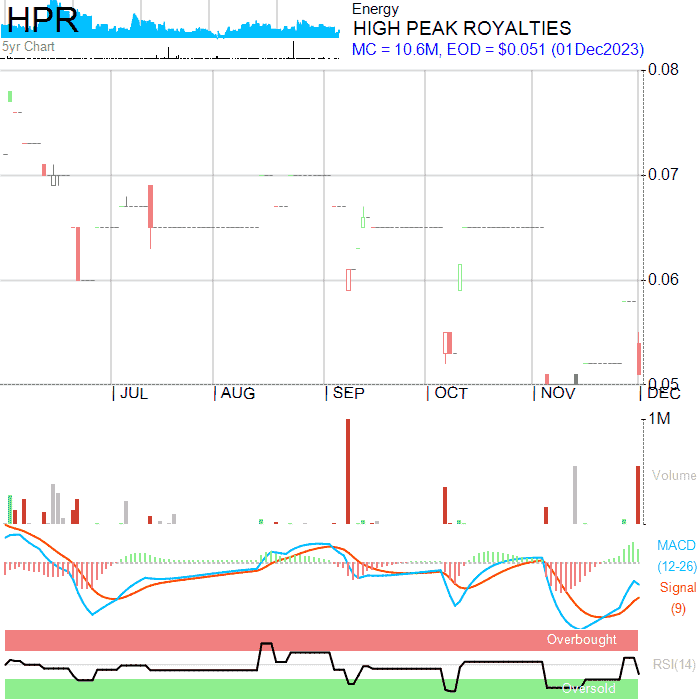 HPR
Energy
HIGH PEAK ROYALTIES
5yr Chart
MC = 10.6M, EOD = $0.051 (01Dec2023)
0.08
0.07
0.06
0.05
| JUL | AUG | SEP | OCT | NOV | DEC
1M
Volume
MACD
(12-26)
Signal
(9)
Overbought
RSI(14)
Oversold